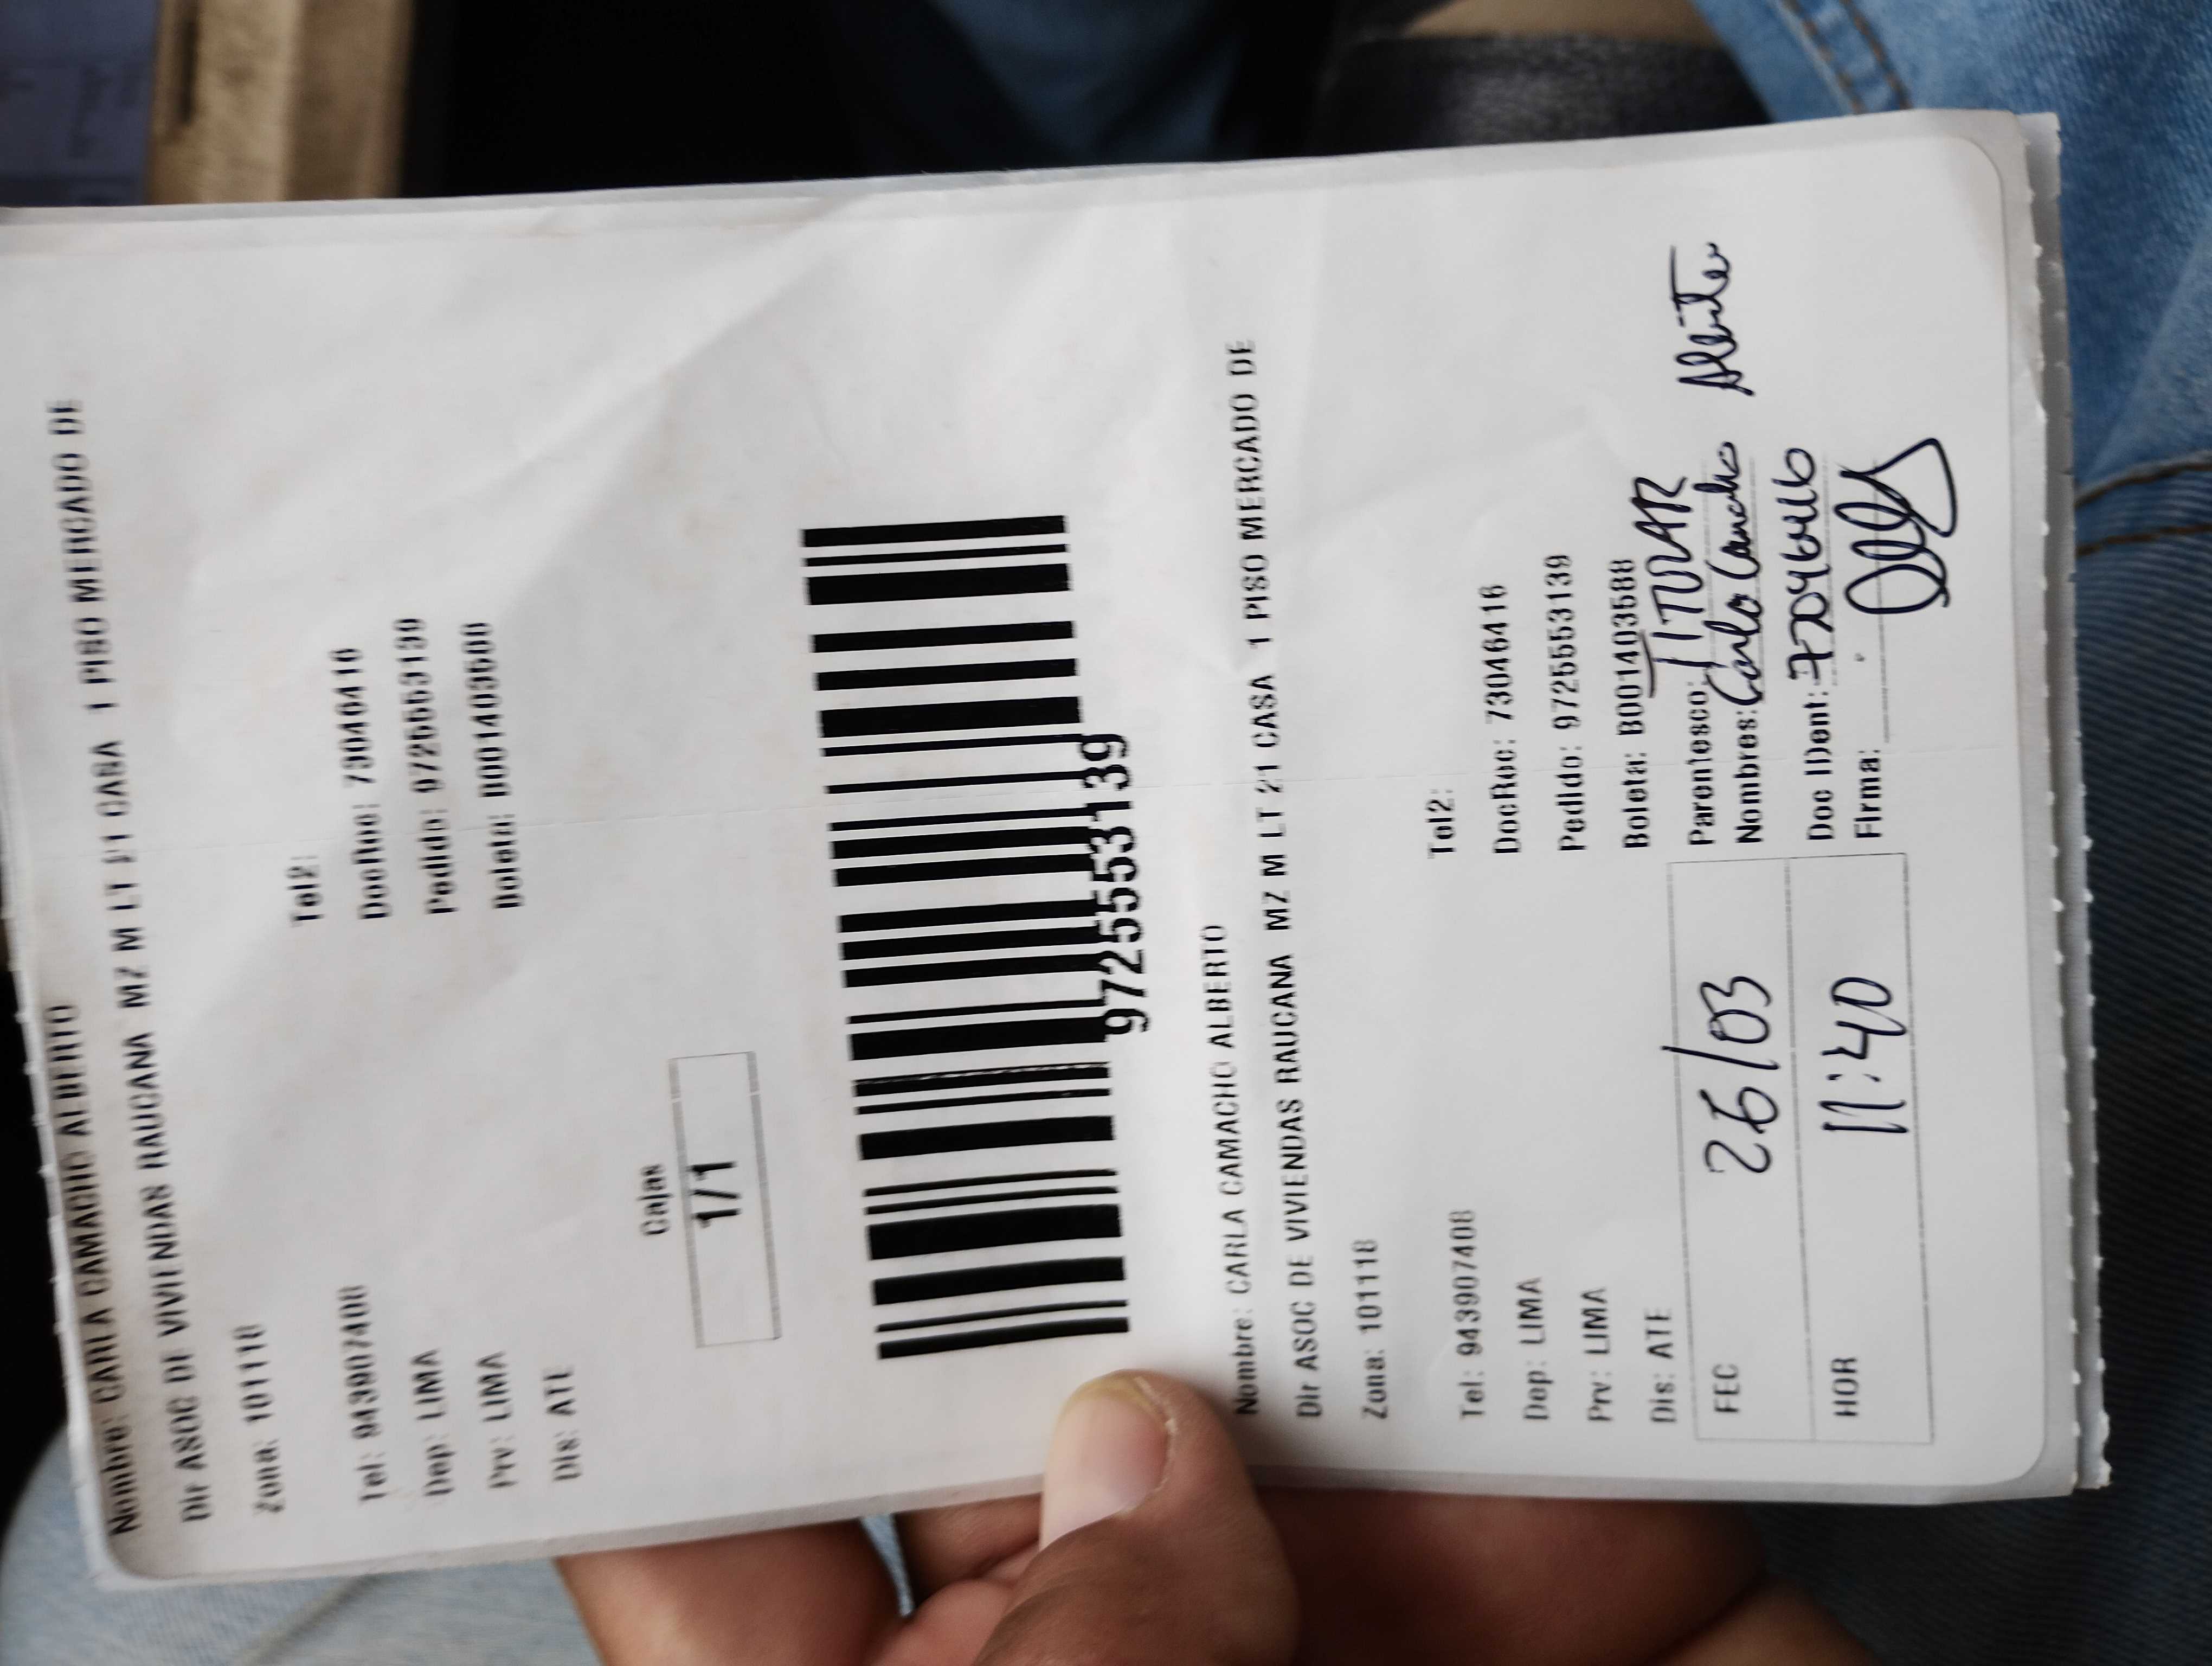 Nombre: CARLA CAMACHO ALBERTO
Dir ASOC DE VIVIENDAS RAUCANA MZ M LT 21 CASA 1 PISO MERCADO DE
Zona: 101118
Tel: 943907408 Tel2:
Dep: LIMA DocRec: 73046416
Prv: LIMA Pedido: 9725553139
Dis: ATE Boleta: B001403588
Cajas
1/1
9725553139
Nombre: CARLA CAMACHO ALBERTO
Dir ASOC DE VIVIENDAS RAUCANA MZ M LT 21 CASA 1 PISO MERCADO DE
Zona: 101118
Tel: 943907408 Tel2:
Dep: LIMA DocRec: 73046416
Prv: LIMA Pedido: 9725553139
Dis: ATE Boleta: B001403588
FEC 26/03 Parentesco: TITULAR
Nombres: Carla Camacho Alberto
HOR 11:40 Doc IDent: 73046416
Firma: